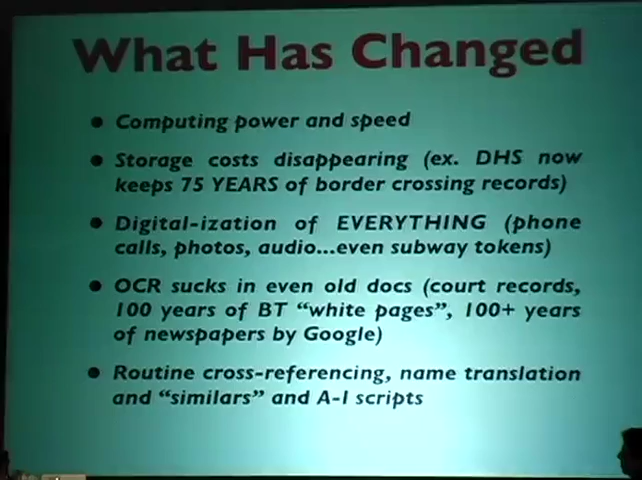 What Has Changed
• Computing power and speed
• Storage costs disappearing (ex. DHS now
keeps 75 YEARS of border crossing records)
• Digital-ization of EVERYTHING (phone
calls, photos, audio...even subway tokens)
• OCR sucks in even old docs (court records,
100 years of BT “white pages”, 100+ years
of newspapers by Google)
• Routine cross-referencing, name translation
and “similars” and A-I scripts